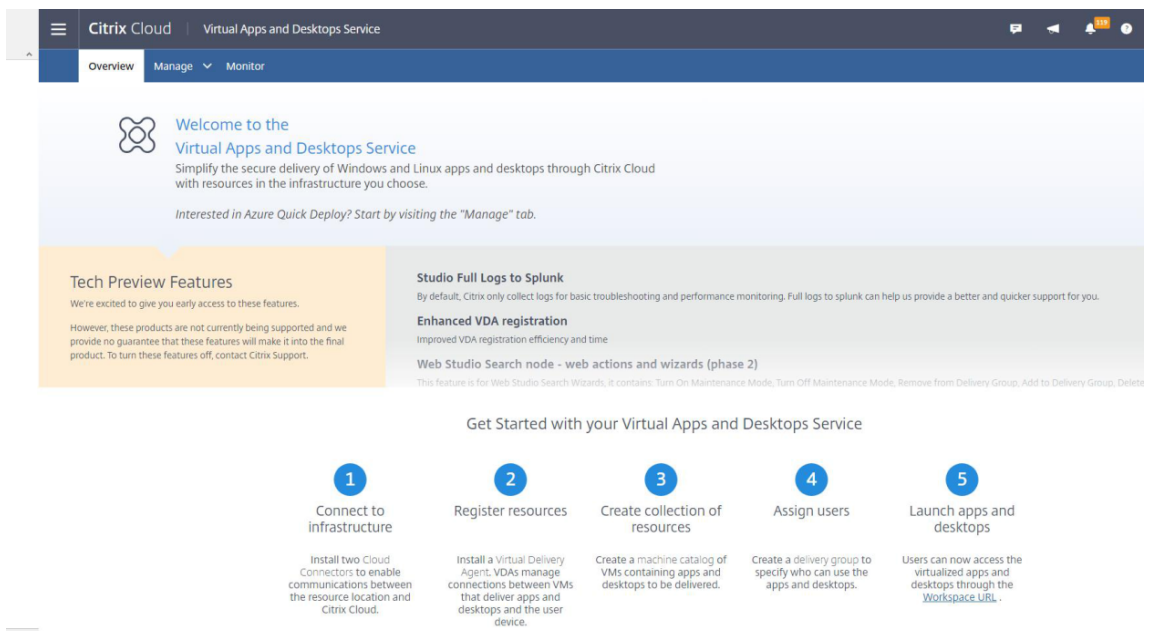 Citrix Cloud Virtual Apps and Desktops Service
119
Overview Manage Monitor
Welcome to the
Virtual Apps and Desktops Service
Simplify the secure delivery of Windows and Linux apps and desktops through Citrix Cloud
with resources in the infrastructure you choose.
Interested in Azure Quick Deploy? Start by visiting the "Manage" tab.
Tech Preview Features
We're excited to give you early access to these features.
However, these products are not currently being supported and we
provide no guarantee that these features will make it into the final
product. To turn these features off, contact Citrix Support.
Studio Full Logs to Splunk
By default, Citrix only collect logs for basic troubleshooting and performance monitoring. Full logs to splunk can help us provide a better and quicker support for you.
Enhanced VDA registration
Improved VDA registration efficiency and time
Web Studio Search node - web actions and wizards (phase 2)
This feature is for Web Studio Search Wizards, it contains: Turn On Maintenance Mode, Turn Off Maintenance Mode, Remove from Delivery Group, Add to Delivery Group, Delete
Get Started with your Virtual Apps and Desktops Service
1
Connect to
infrastructure
Install two Cloud
Connectors to enable
communications between
the resource location and
Citrix Cloud.
2
Register resources
Install a Virtual Delivery
Agent. VDAs manage
connections between VMs
that deliver apps and
desktops and the user
device.
3
Create collection of
resources
Create a machine catalog of
VMs containing apps and
desktops to be delivered.
4
Assign users
Create a delivery group to
specify who can use the
apps and desktops.
5
Launch apps and
desktops
Users can now access the
virtualized apps and
desktops through the
Workspace URL .